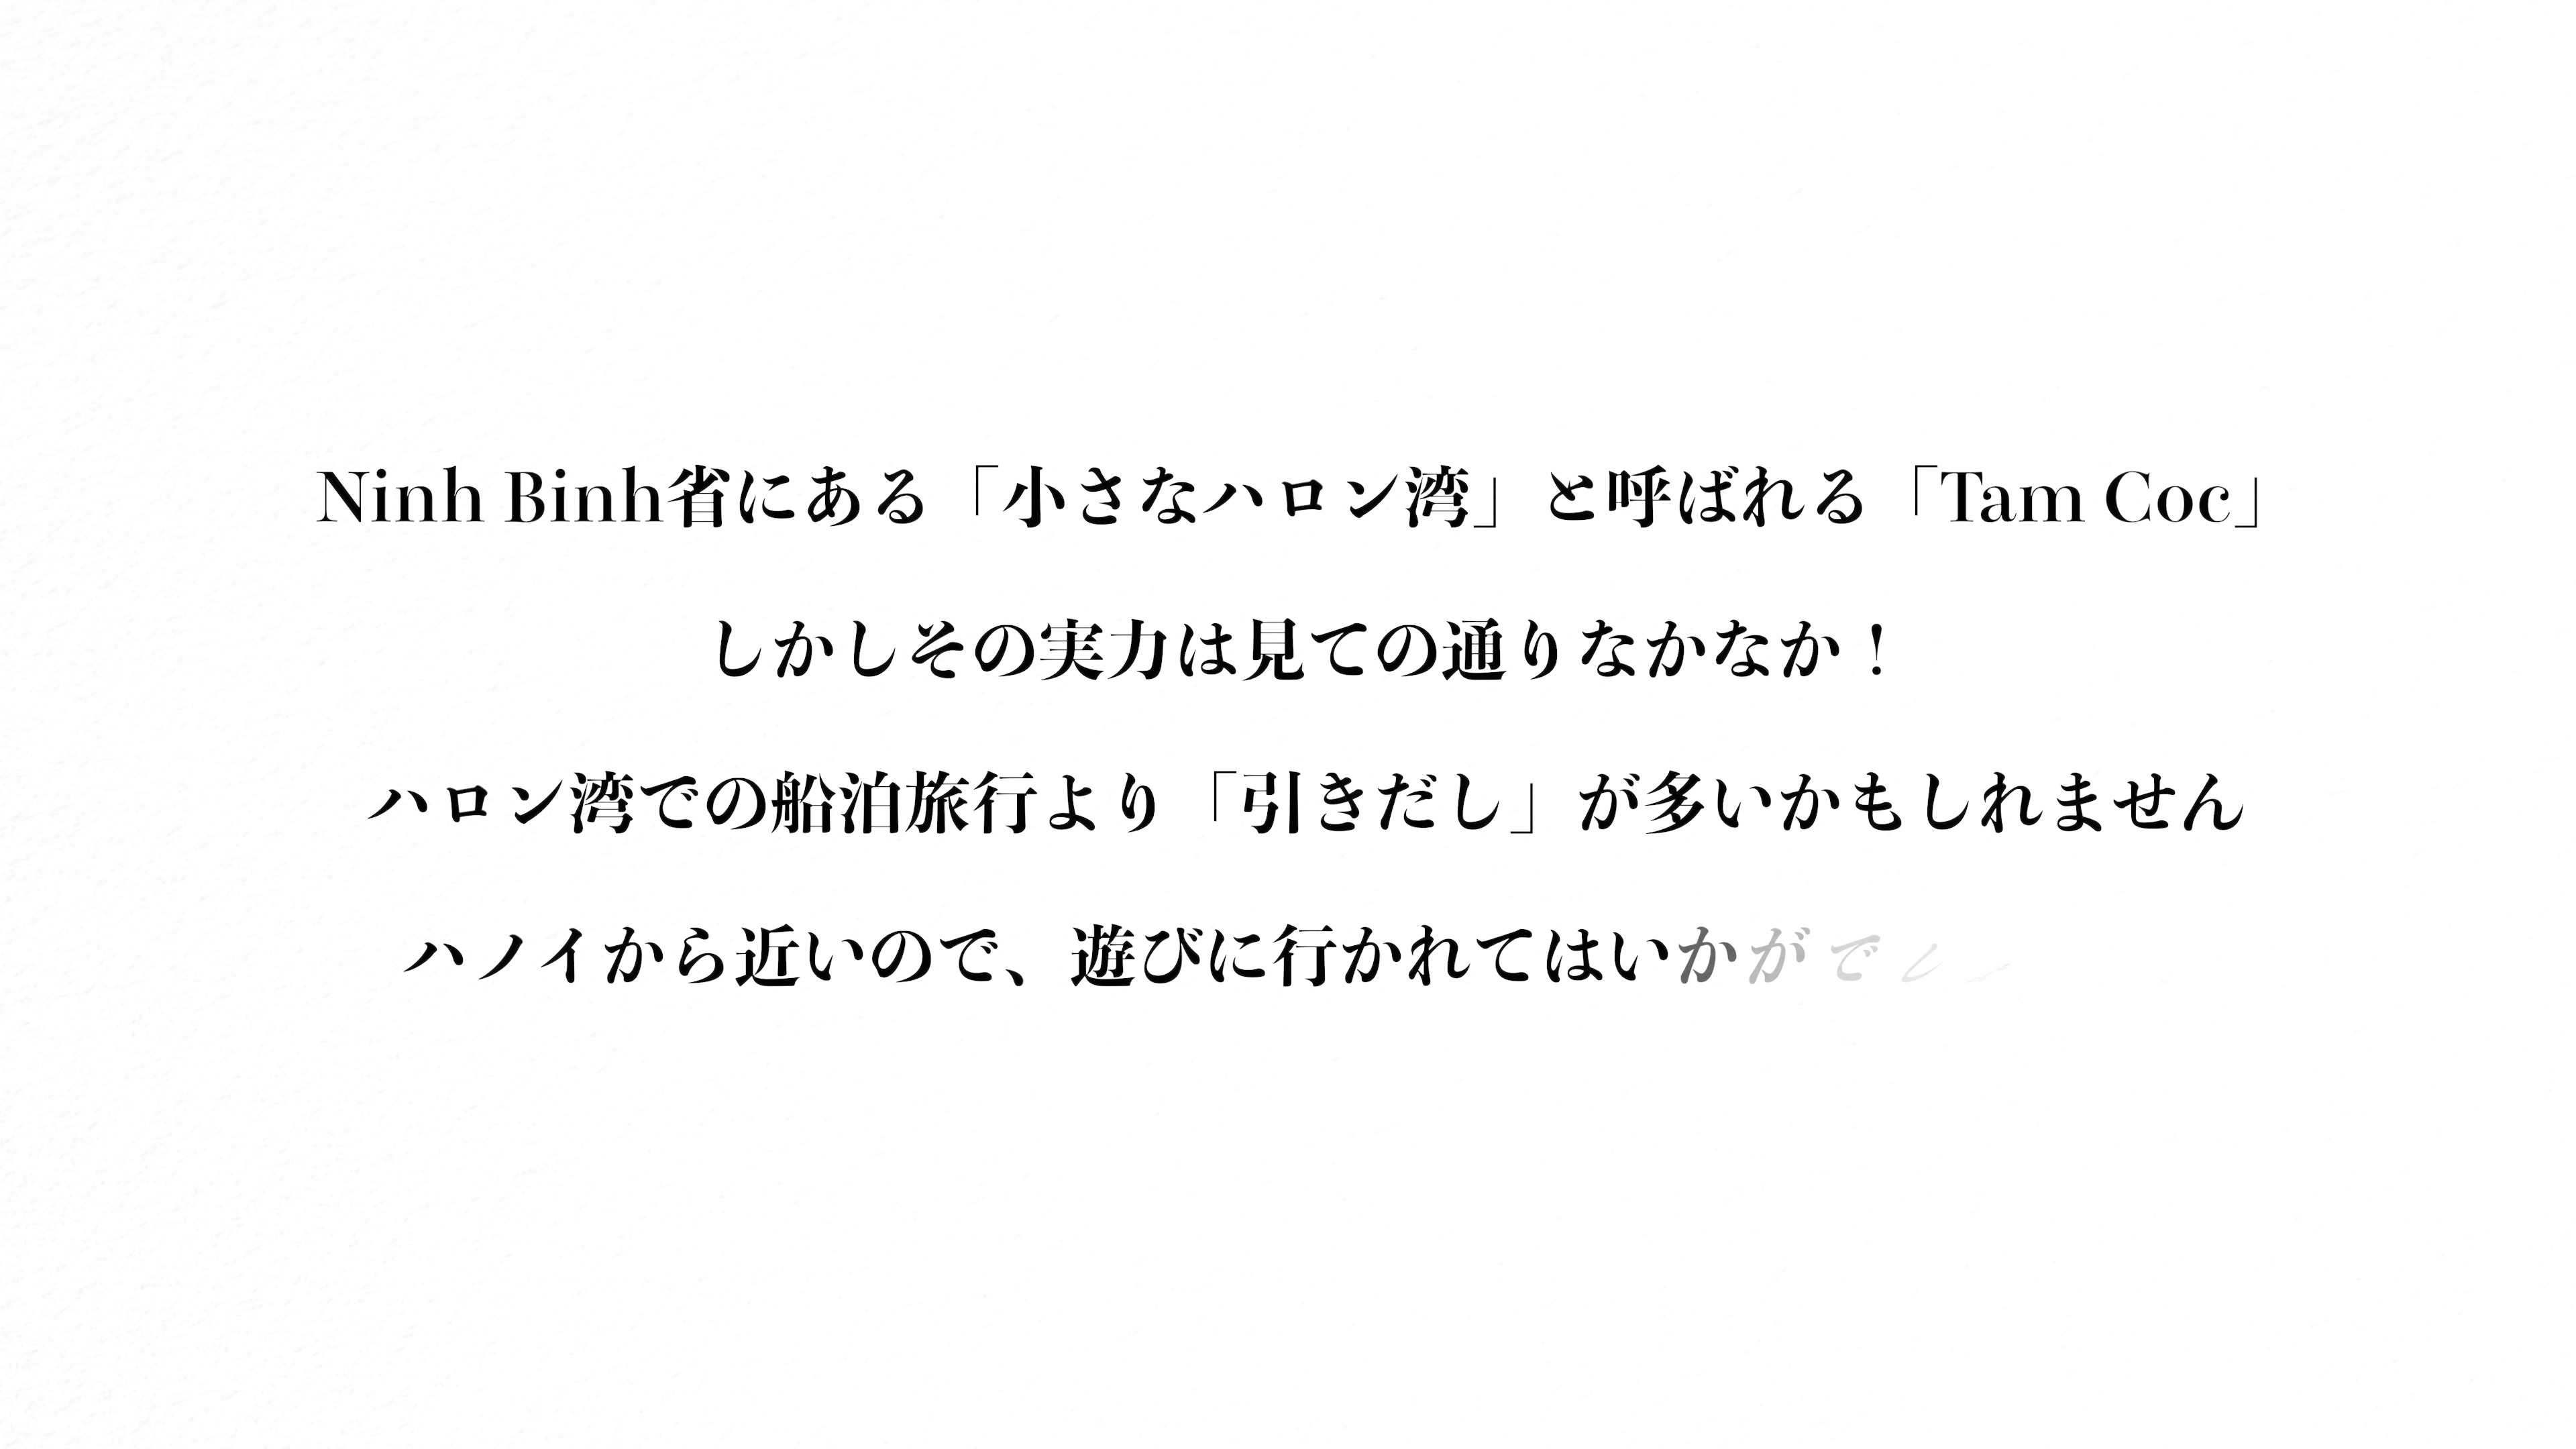 Ninh Binh省にある「小さなハロン湾」と呼ばれる「Tam Coc」
しかしその実力は見ての通りなかなか！
ハロン湾での船泊旅行より「引きだし」が多いかもしれません
ハノイから近いので、遊びに行かれてはいかがでし